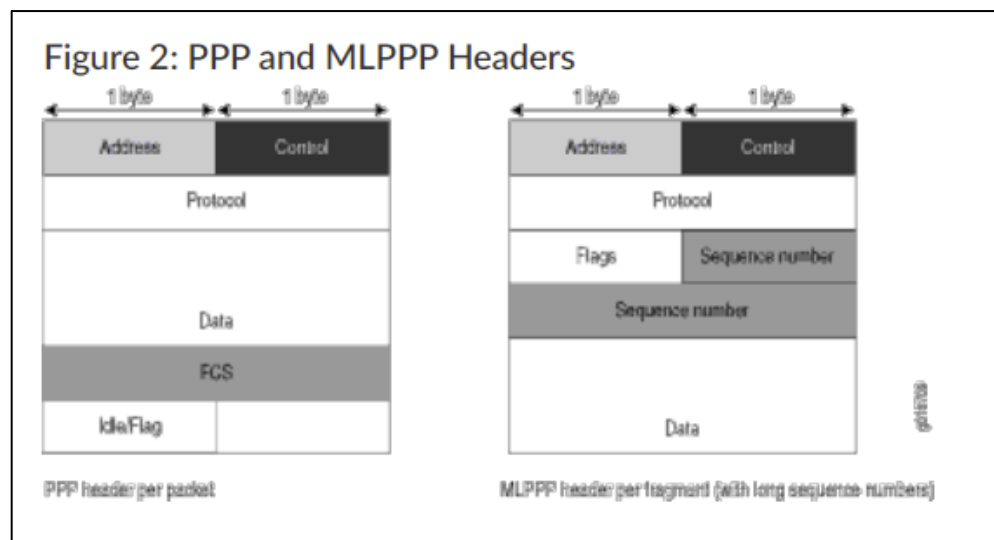 Figure 2: PPP and MLPPP Headers
1 byte 1 byte 1 byte 1 byte
Address Control Address Control
Protocol Protocol
Flags Sequence number
Sequence number
Data
FCS
Idle/Flag
Data
PPP header per packet MLPPP header per fragment (with long sequence numbers)